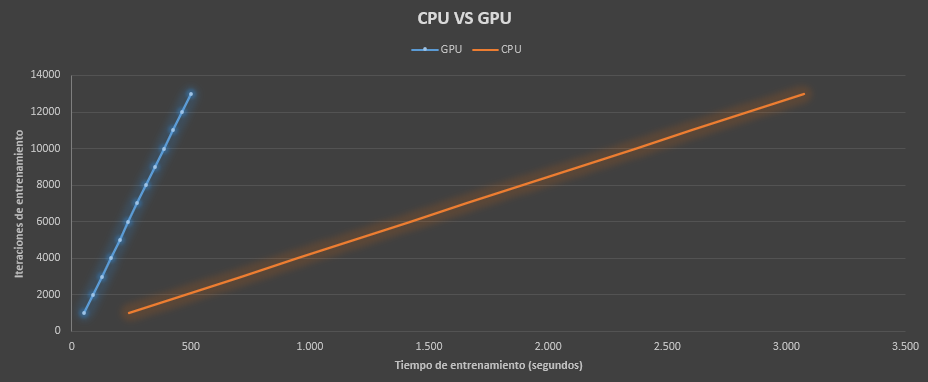 CPU VS GPU
GPU CPU
14000
12000
10000
8000
6000
4000
2000
0
Iteraciones de entrenamiento
0 500 1.000 1.500 2.000 2.500 3.000 3.500
Tiempo de entrenamiento (segundos)